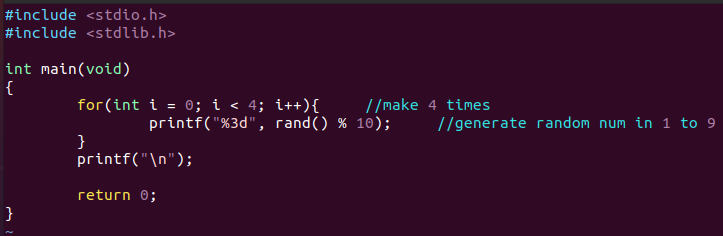 #include <stdio.h>
#include <stdlib.h>

int main(void)
{
        for(int i = 0; i < 4; i++){     //make 4 times
                printf("%3d", rand() % 10);     //generate random num in 1 to 9
        }
        printf("\n");

        return 0;
}
~